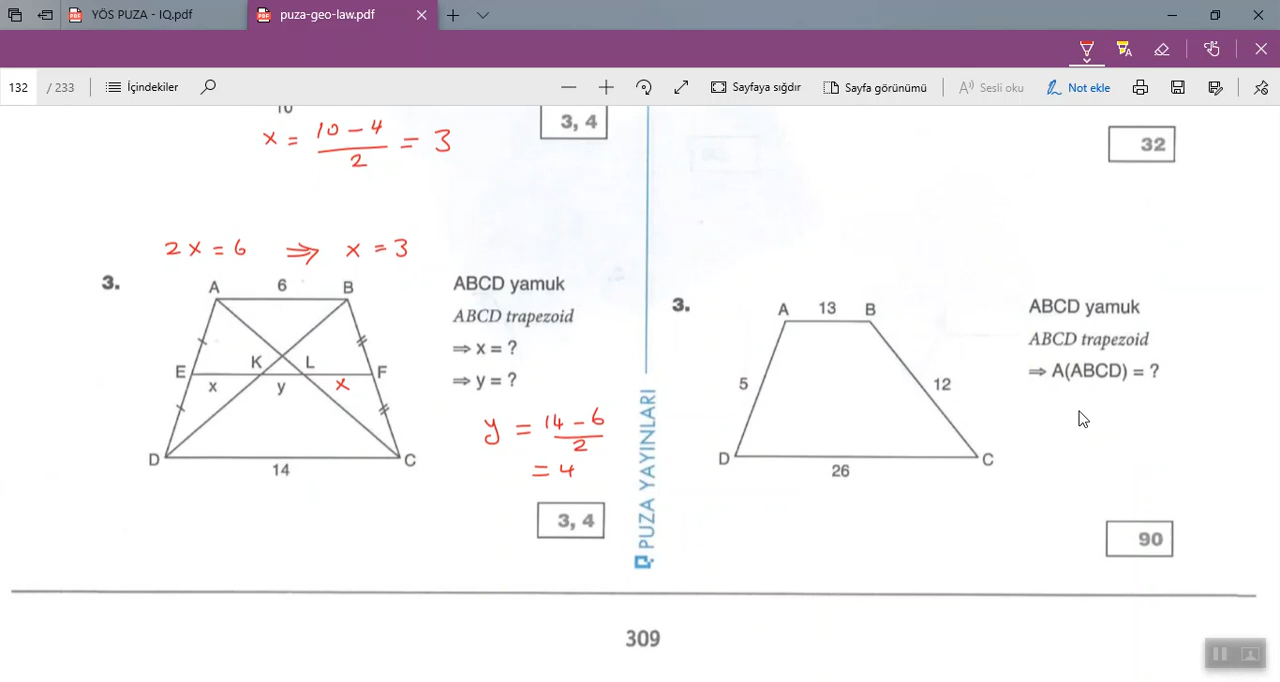 YÖS PUZA - IQ.pdf
puza-geo-law.pdf
132 / 233
İçindekiler
Sayfaya sığdır
Sayfa görünümü
Sesli oku
Not ekle
10
x = 10 - 4 / 2 = 3
3, 4
32
2x = 6 ⇒ x = 3
3.
A 6 B
E K L F
x y x
D 14 C
ABCD yamuk
ABCD trapezoid
⇒ x = ?
⇒ y = ?
y = 14 - 6 / 2
= 4
3, 4
PUZA YAYINLARI
3.
A 13 B
5 12
D 26 C
ABCD yamuk
ABCD trapezoid
⇒ A(ABCD) = ?
90
309